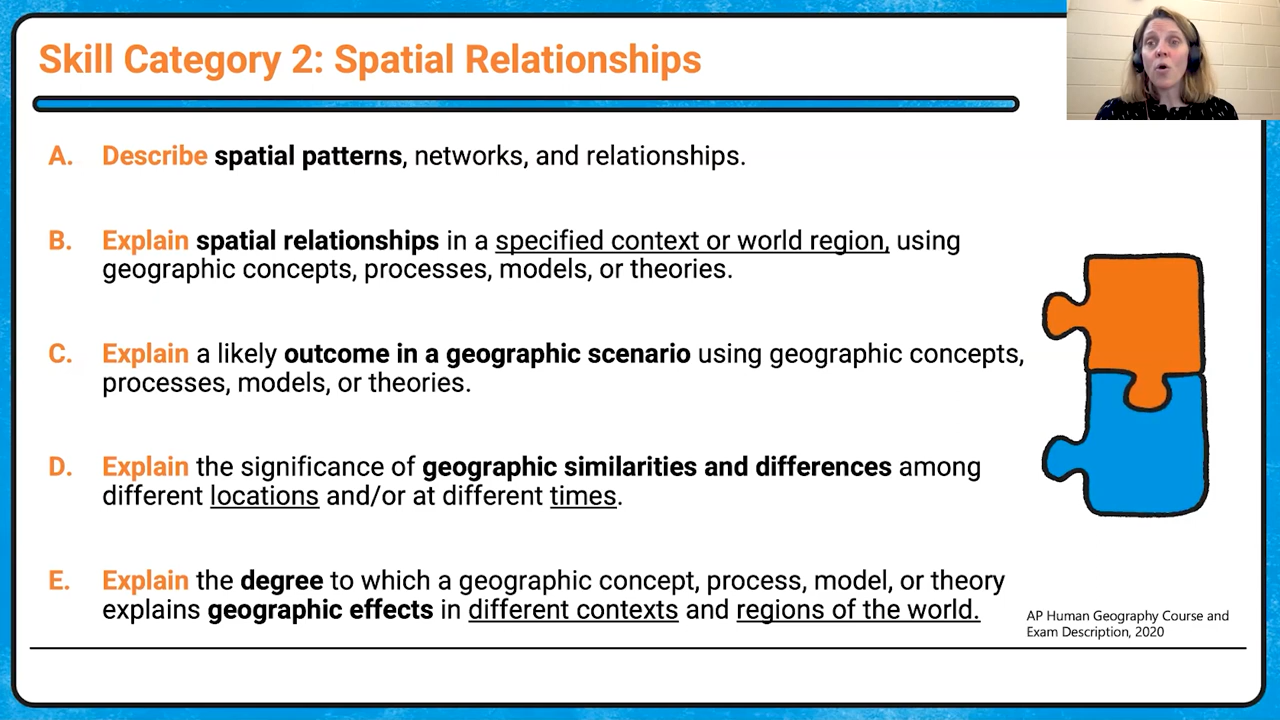 Skill Category 2: Spatial Relationships
A. Describe spatial patterns, networks, and relationships.
B. Explain spatial relationships in a specified context or world region, using
geographic concepts, processes, models, or theories.
C. Explain a likely outcome in a geographic scenario using geographic concepts,
processes, models, or theories.
D. Explain the significance of geographic similarities and differences among
different locations and/or at different times.
E. Explain the degree to which a geographic concept, process, model, or theory
explains geographic effects in different contexts and regions of the world.
AP Human Geography Course and
Exam Description, 2020